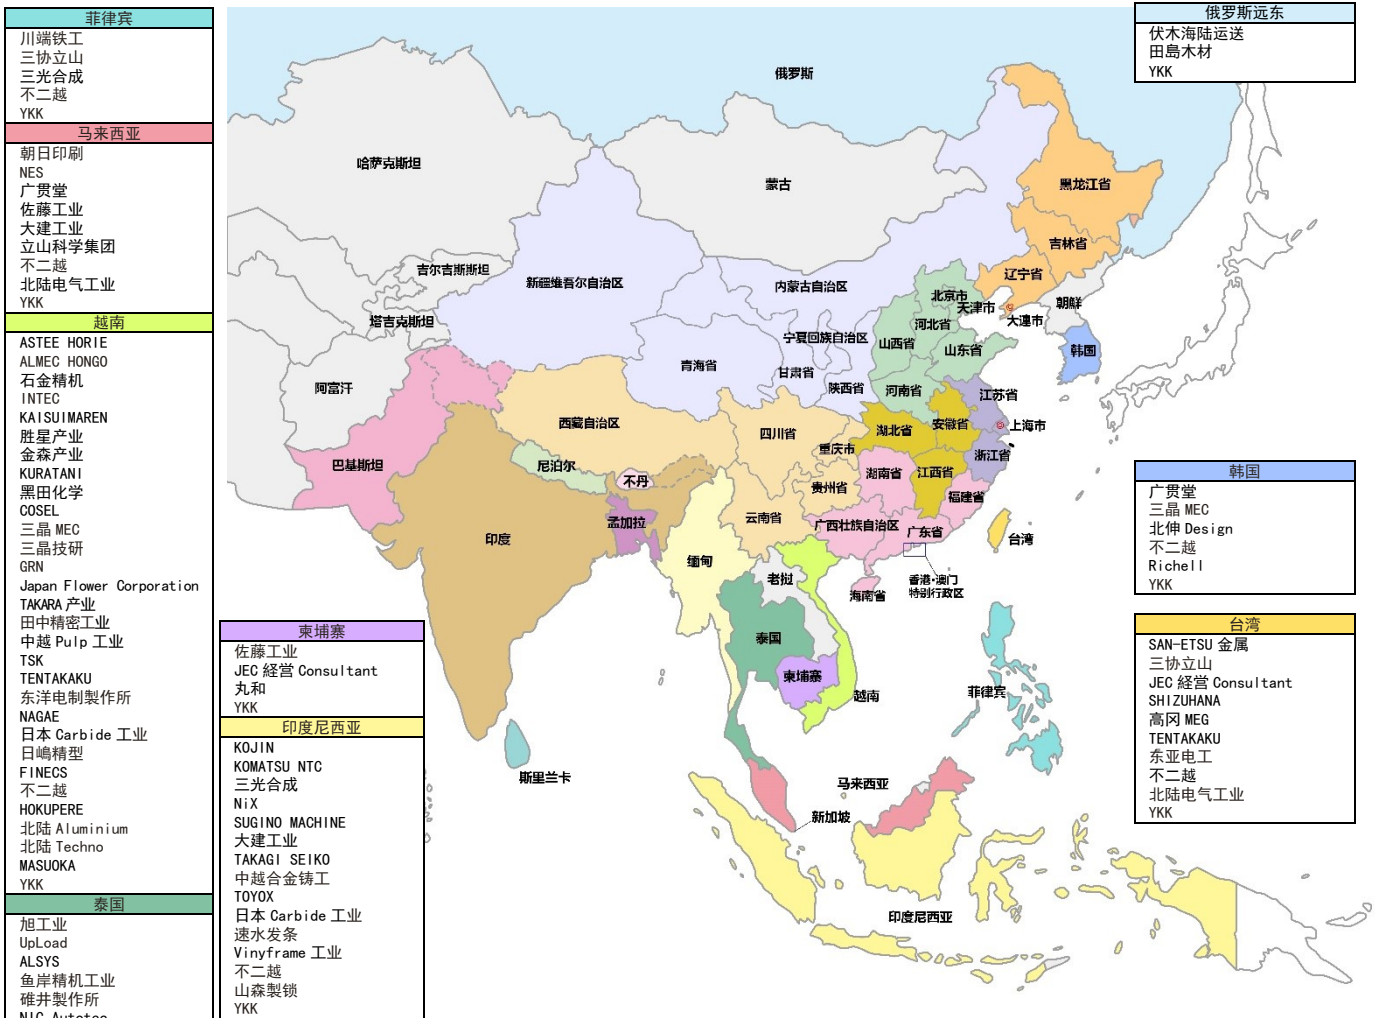 菲律宾
川端铁工
三协立山
三光合成
不二越
YKK
马来西亚
朝日印刷
NES
广贯堂
佐藤工业
大建工业
立山科学集团
不二越
北陆电气工业
YKK
越南
ASTEE HORIE
ALMEC HONGO
石金精机
INTEC
KAISUIMAREN
胜星产业
金森产业
KURATANI
黑田化学
COSEL
三晶 MEC
三晶技研
GRN
Japan Flower Corporation
TAKARA 产业
田中精密工业
中越 Pulp 工业
TSK
TENTAKAKU
东洋电制製作所
NAGAE
日本 Carbide 工业
日嶋精型
FINECS
不二越
HOKUPERE
北陆 Aluminium
北陆 Techno
MASUOKA
YKK
泰国
旭工业
UpLoad
ALSYS
鱼岸精机工业
碓井製作所
柬埔寨
佐藤工业
JEC 経営 Consultant
丸和
YKK
印度尼西亚
KOJIN
KOMATSU NTC
三光合成
NiX
SUGINO MACHINE
大建工业
TAKAGI SEIKO
中越合金铸工
TOYOX
日本 Carbide 工业
速水发条
Vinyframe 工业
不二越
山森製锁
YKK
俄罗斯远东
伏木海陆运送
田島木材
YKK
韩国
广贯堂
三晶 MEC
北伸 Design
不二越
Richell
YKK
台湾
SAN-ETSU 金属
三协立山
JEC 経営 Consultant
SHIZUHANA
高冈 MEG
TENTAKAKU
东亚电工
不二越
北陆电气工业
YKK
俄罗斯
哈萨克斯坦
蒙古
黑龙江省
吉林省
辽宁省
吉尔吉斯斯坦
新疆维吾尔自治区
内蒙古自治区
北京市
天津市
大連市
朝鲜
塔吉克斯坦
河北省
宁夏回族自治区
山西省
山东省
韩国
青海省
甘肃省
陕西省
河南省
江苏省
阿富汗
西藏自治区
四川省
湖北省
安徽省
上海市
重庆市
浙江省
巴基斯坦
尼泊尔
不丹
湖南省
江西省
贵州省
福建省
孟加拉
云南省
广西壮族自治区
广东省
印度
台湾
缅甸
老挝
香港·澳门
特别行政区
海南省
泰国
柬埔寨
越南
菲律宾
斯里兰卡
马来西亚
新加坡
印度尼西亚